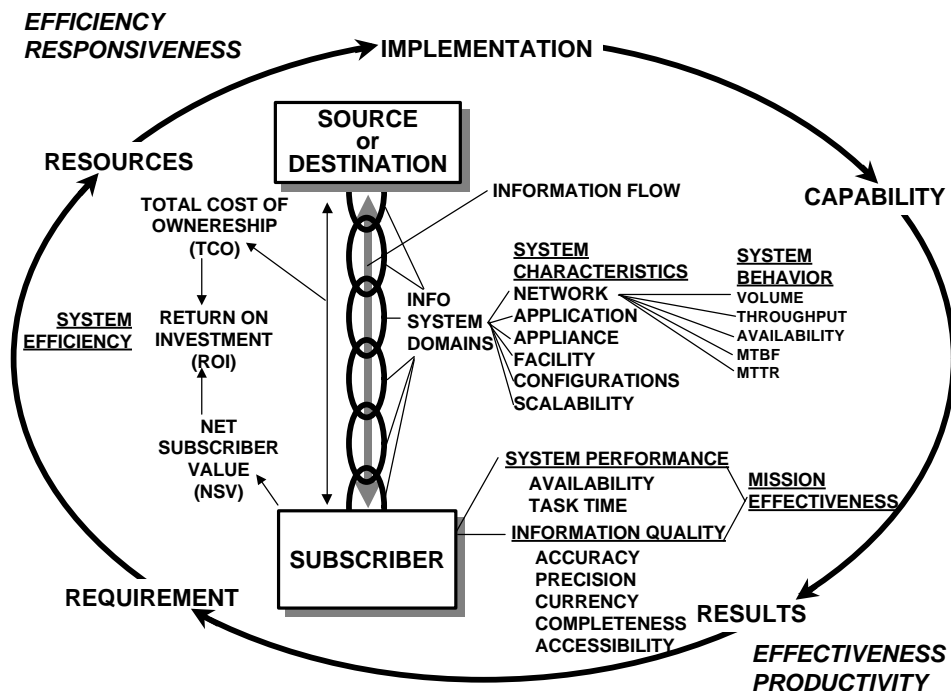 EFFICIENCY
RESPONSIVENESS
IMPLEMENTATION
SOURCE
or
DESTINATION
RESOURCES
CAPABILITY
INFORMATION FLOW
TOTAL COST OF
OWNERESHIP
(TCO)
SYSTEM
CHARACTERISTICS
NETWORK
APPLICATION
APPLIANCE
FACILITY
CONFIGURATIONS
SCALABILITY
SYSTEM
BEHAVIOR
VOLUME
THROUGHPUT
AVAILABILITY
MTBF
MTTR
INFO
SYSTEM
DOMAINS
SYSTEM
EFFICIENCY
RETURN ON
INVESTMENT
(ROI)
NET
SUBSCRIBER
VALUE
(NSV)
SYSTEM PERFORMANCE
AVAILABILITY
TASK TIME
MISSION
EFFECTIVENESS
INFORMATION QUALITY
ACCURACY
PRECISION
CURRENCY
COMPLETENESS
ACCESSIBILITY
SUBSCRIBER
REQUIREMENT
RESULTS
EFFECTIVENESS
PRODUCTIVITY